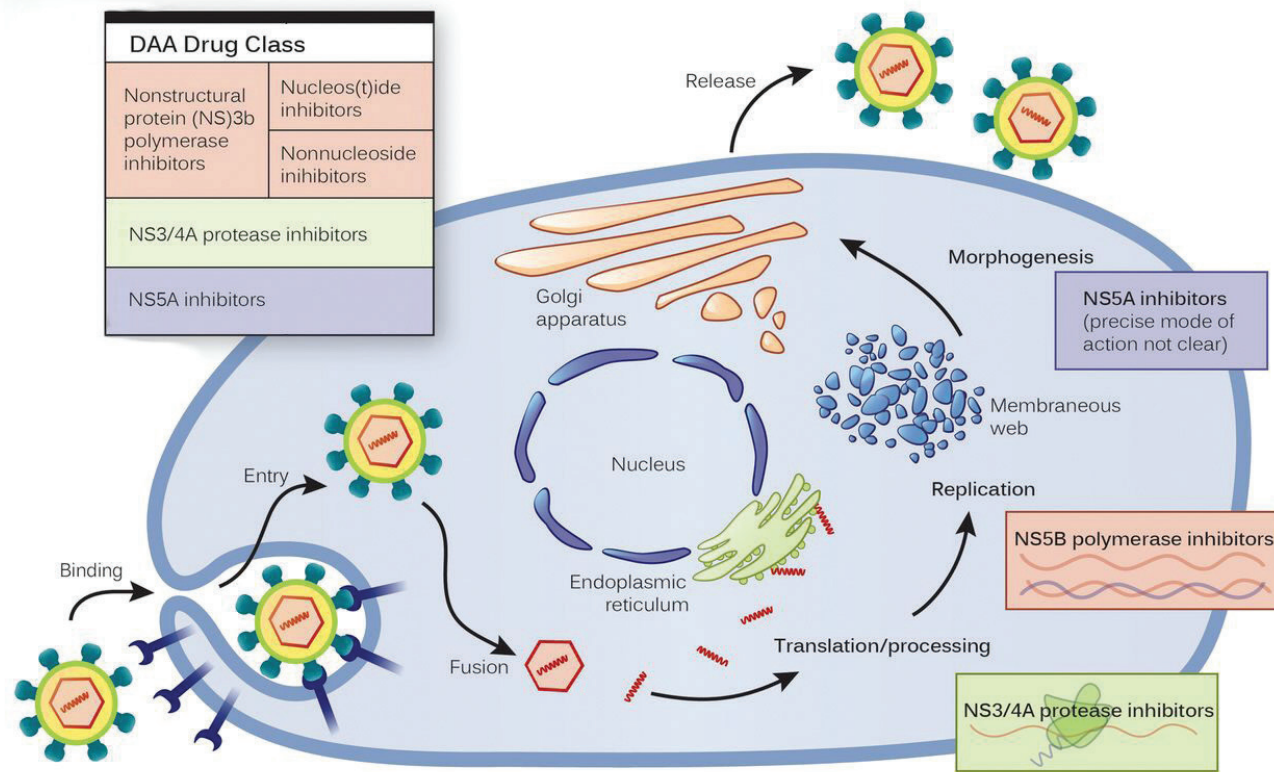 DAA Drug Class
Nonstructural
protein (NS)3b
polymerase
inhibitors
Nucleos(t)ide
inhibitors
Nonnucleoside
inihibitors
NS3/4A protease inhibitors
NS5A inhibitors
Release
Morphogenesis
NS5A inhibitors
(precise mode of
action not clear)
Golgi
apparatus
Membraneous
web
Nucleus
Entry
Replication
NS5B polymerase inhibitors
Binding
Endoplasmic
reticulum
Fusion
Translation/processing
NS3/4A protease inhibitors